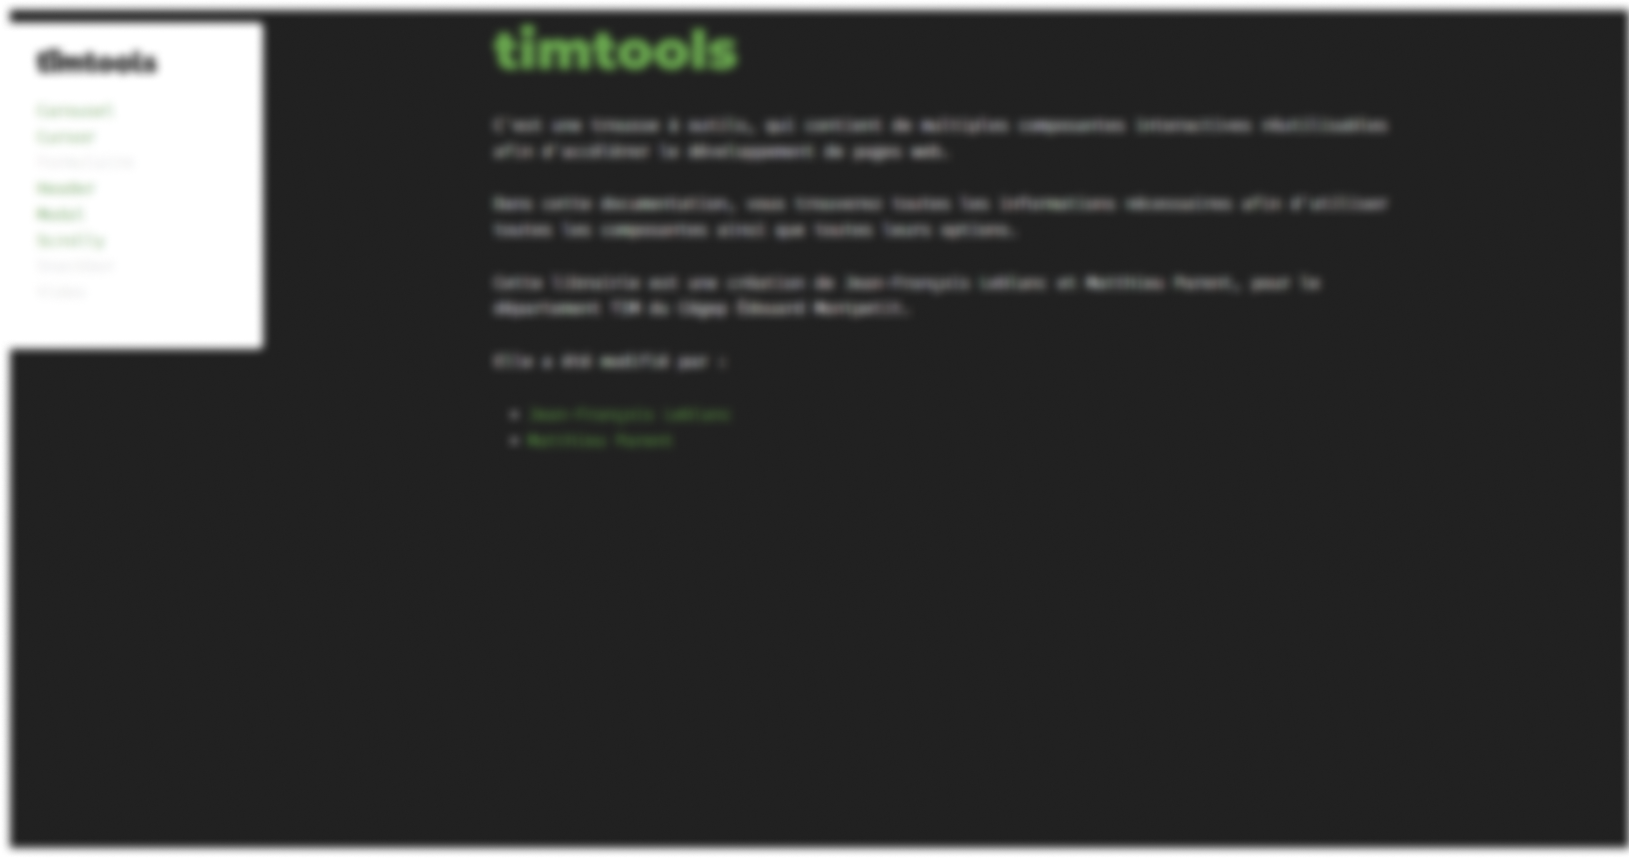 timtools
Carousel
Cursor
Header
Modal
Scrolly
timtools
C'est une trousse à outils, qui contient de multiples composantes interactives réutilisables
afin d'accélérer le développement de pages web.
Dans cette documentation, vous trouverez toutes les informations nécessaires afin d'utiliser
toutes les composantes ainsi que toutes leurs options.
Cette librairie est une création de Jean-François Leblanc et Matthieu Parent, pour le
département TIM du Cégep Édouard Montpetit.
Elle a été modifié par :
Jean-François Leblanc
Matthieu Parent